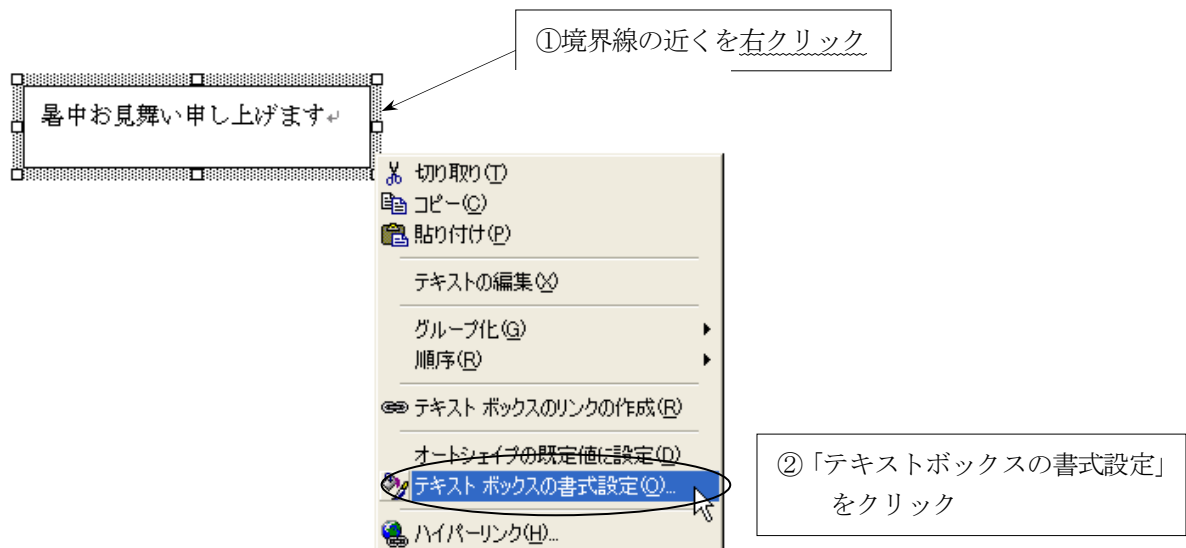 ①境界線の近くを右クリック
暑中お見舞い申し上げます↵
切り取り(T)
コピー(C)
貼り付け(P)
テキストの編集(X)
グループ化(G)
順序(R)
テキスト ボックスのリンクの作成(R)
オートシェイプの既定値に設定(D)
テキスト ボックスの書式設定(O)...
ハイパーリンク(H)...
②「テキストボックスの書式設定」
をクリック